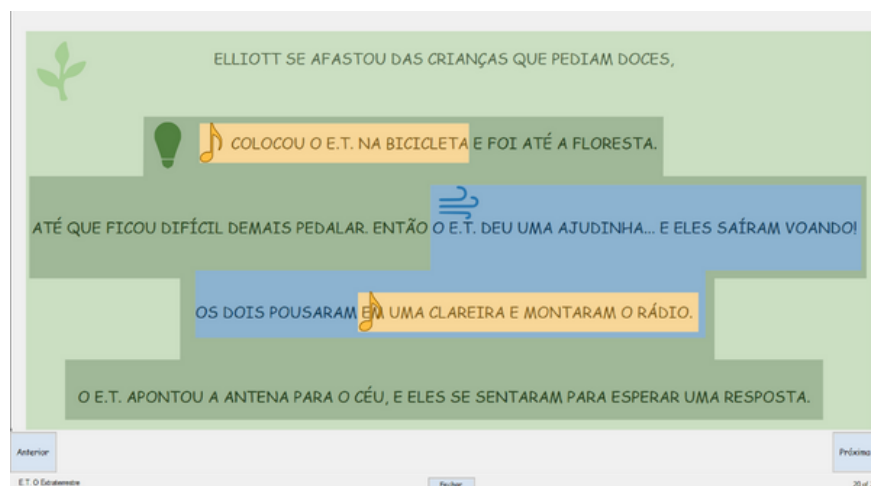 ELLIOTT SE AFASTOU DAS CRIANÇAS QUE PEDIAM DOCES,
COLOCOU O E.T. NA BICICLETA E FOI ATÉ A FLORESTA.
ATÉ QUE FICOU DIFÍCIL DEMAIS PEDALAR. ENTÃO O E.T. DEU UMA AJUDINHA... E ELES SAÍRAM VOANDO!
OS DOIS POUSARAM EM UMA CLAREIRA E MONTARAM O RÁDIO.
O E.T. APONTOU A ANTENA PARA O CÉU, E ELES SE SENTARAM PARA ESPERAR UMA RESPOSTA.
Anterior
Próximo
E.T. O Extraterrestre
Fechar
20 of